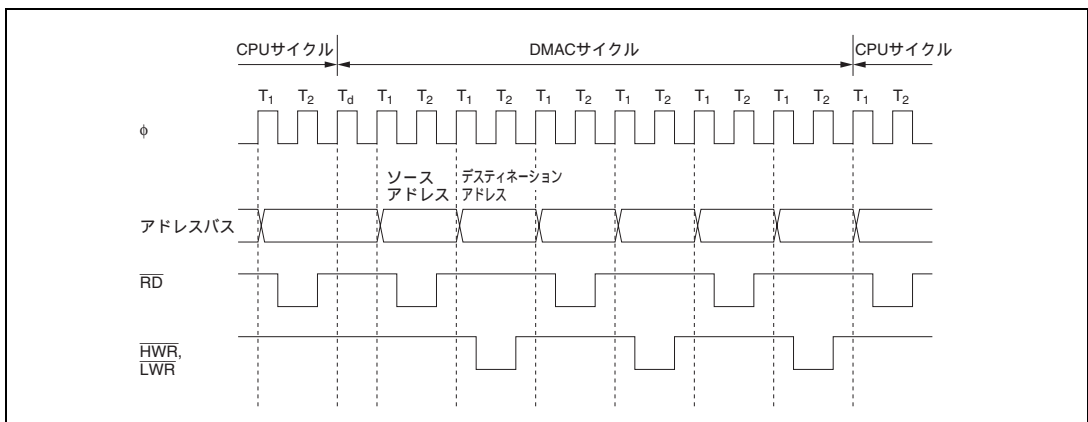 CPUサイクル DMACサイクル CPUサイクル
T1 T2 Td T1 T2 T1 T2 T1 T2 T1 T2 T1 T2 T1 T2 T1 T2
φ
ソース デスティネーション
アドレス アドレス
アドレスバス
RD
HWR,
LWR